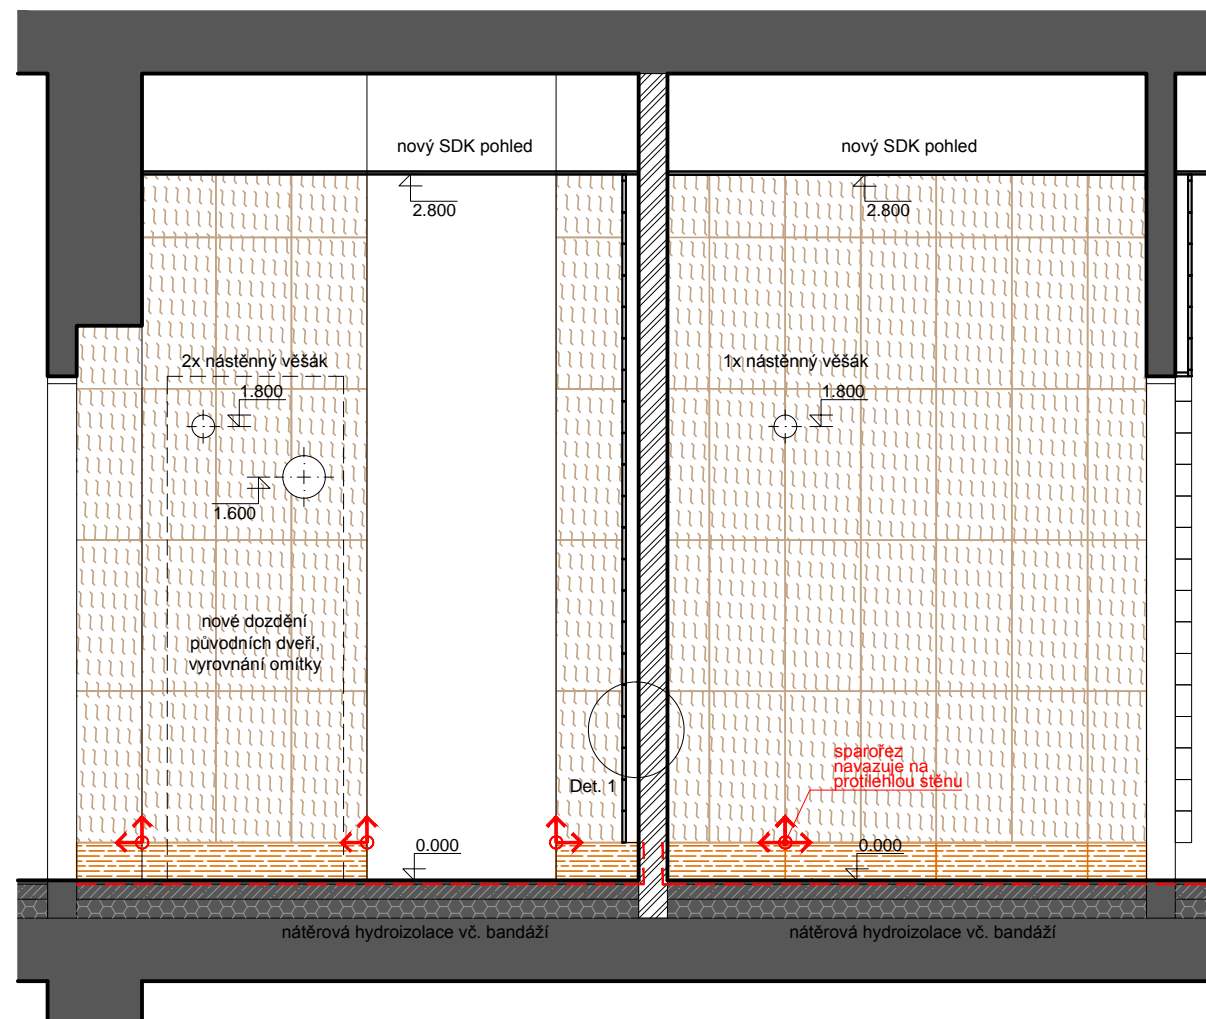 nový SDK pohled
nový SDK pohled
2.800
2.800
2x nástěnný věšák
1x nástěnný věšák
1.800
1.800
1.600
nové dozdění
původních dveří,
vyrovnání omítky
sparořez
navazuje na
protilehlou stěnu
Det. 1
0.000
0.000
nátěrová hydroizolace vč. bandáží
nátěrová hydroizolace vč. bandáží